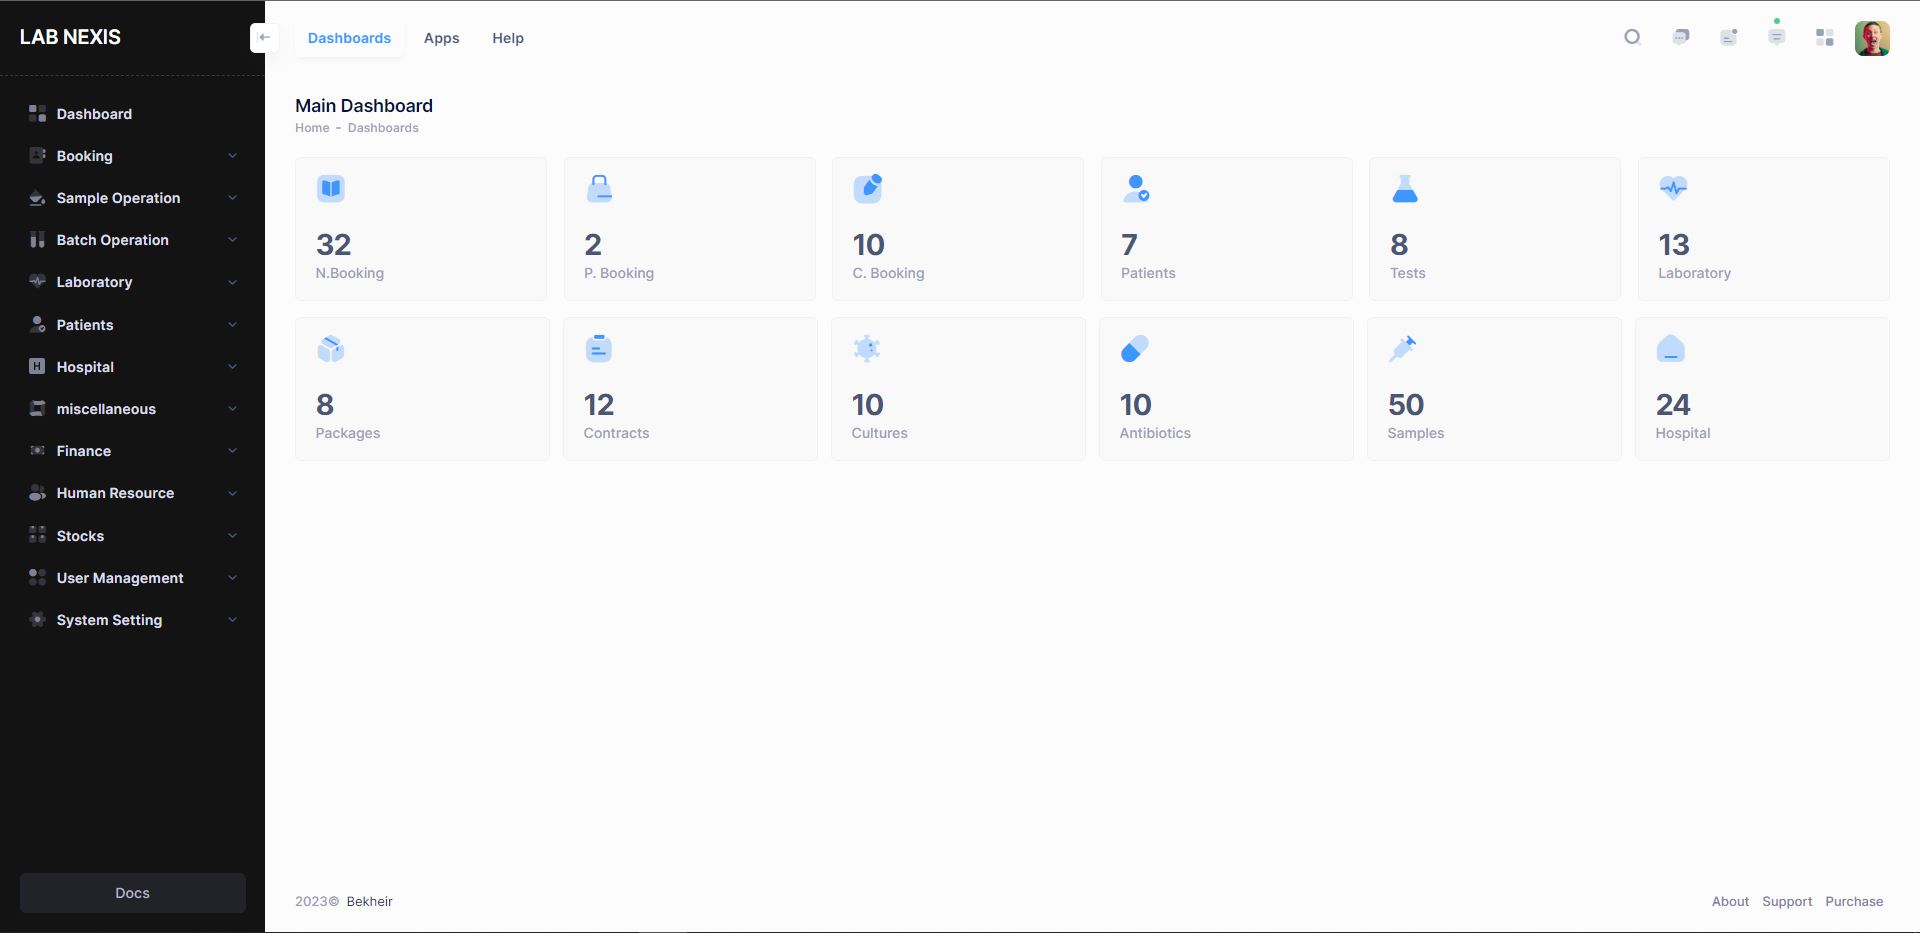 LAB NEXIS
Dashboards Apps Help
Dashboard
Booking
Sample Operation
Batch Operation
Laboratory
Patients
Hospital
miscellaneous
Finance
Human Resource
Stocks
User Management
System Setting
Docs
Main Dashboard
Home - Dashboards
32
N.Booking
2
P. Booking
10
C. Booking
7
Patients
8
Tests
13
Laboratory
8
Packages
12
Contracts
10
Cultures
10
Antibiotics
50
Samples
24
Hospital
2023© Bekheir
About Support Purchase